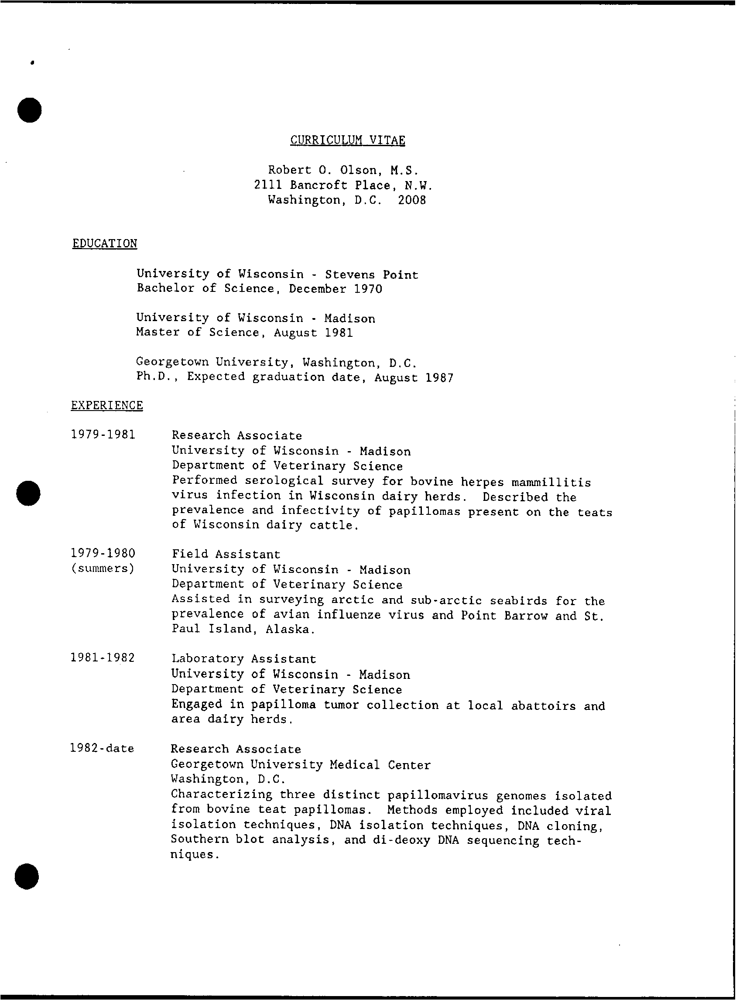 CURRICULUM VITAE
Robert O. Olson, M.S.
2111 Bancroft Place, N.W.
Washington, D.C. 2008
EDUCATION
University of Wisconsin - Stevens Point
Bachelor of Science, December 1970
University of Wisconsin - Madison
Master of Science, August 1981
Georgetown University, Washington, D.C.
Ph.D., Expected graduation date, August 1987
EXPERIENCE
1979-1981 Research Associate
University of Wisconsin - Madison
Department of Veterinary Science
Performed serological survey for bovine herpes mammillitis
virus infection in Wisconsin dairy herds. Described the
prevalence and infectivity of papillomas present on the teats
of Wisconsin dairy cattle.
1979-1980 Field Assistant
(summers) University of Wisconsin - Madison
Department of Veterinary Science
Assisted in surveying arctic and sub-arctic seabirds for the
prevalence of avian influenze virus and Point Barrow and St.
Paul Island, Alaska.
1981-1982 Laboratory Assistant
University of Wisconsin - Madison
Department of Veterinary Science
Engaged in papilloma tumor collection at local abattoirs and
area dairy herds.
1982-date Research Associate
Georgetown University Medical Center
Washington, D.C.
Characterizing three distinct papillomavirus genomes isolated
from bovine teat papillomas. Methods employed included viral
isolation techniques, DNA isolation techniques, DNA cloning,
Southern blot analysis, and di-deoxy DNA sequencing tech-
niques.